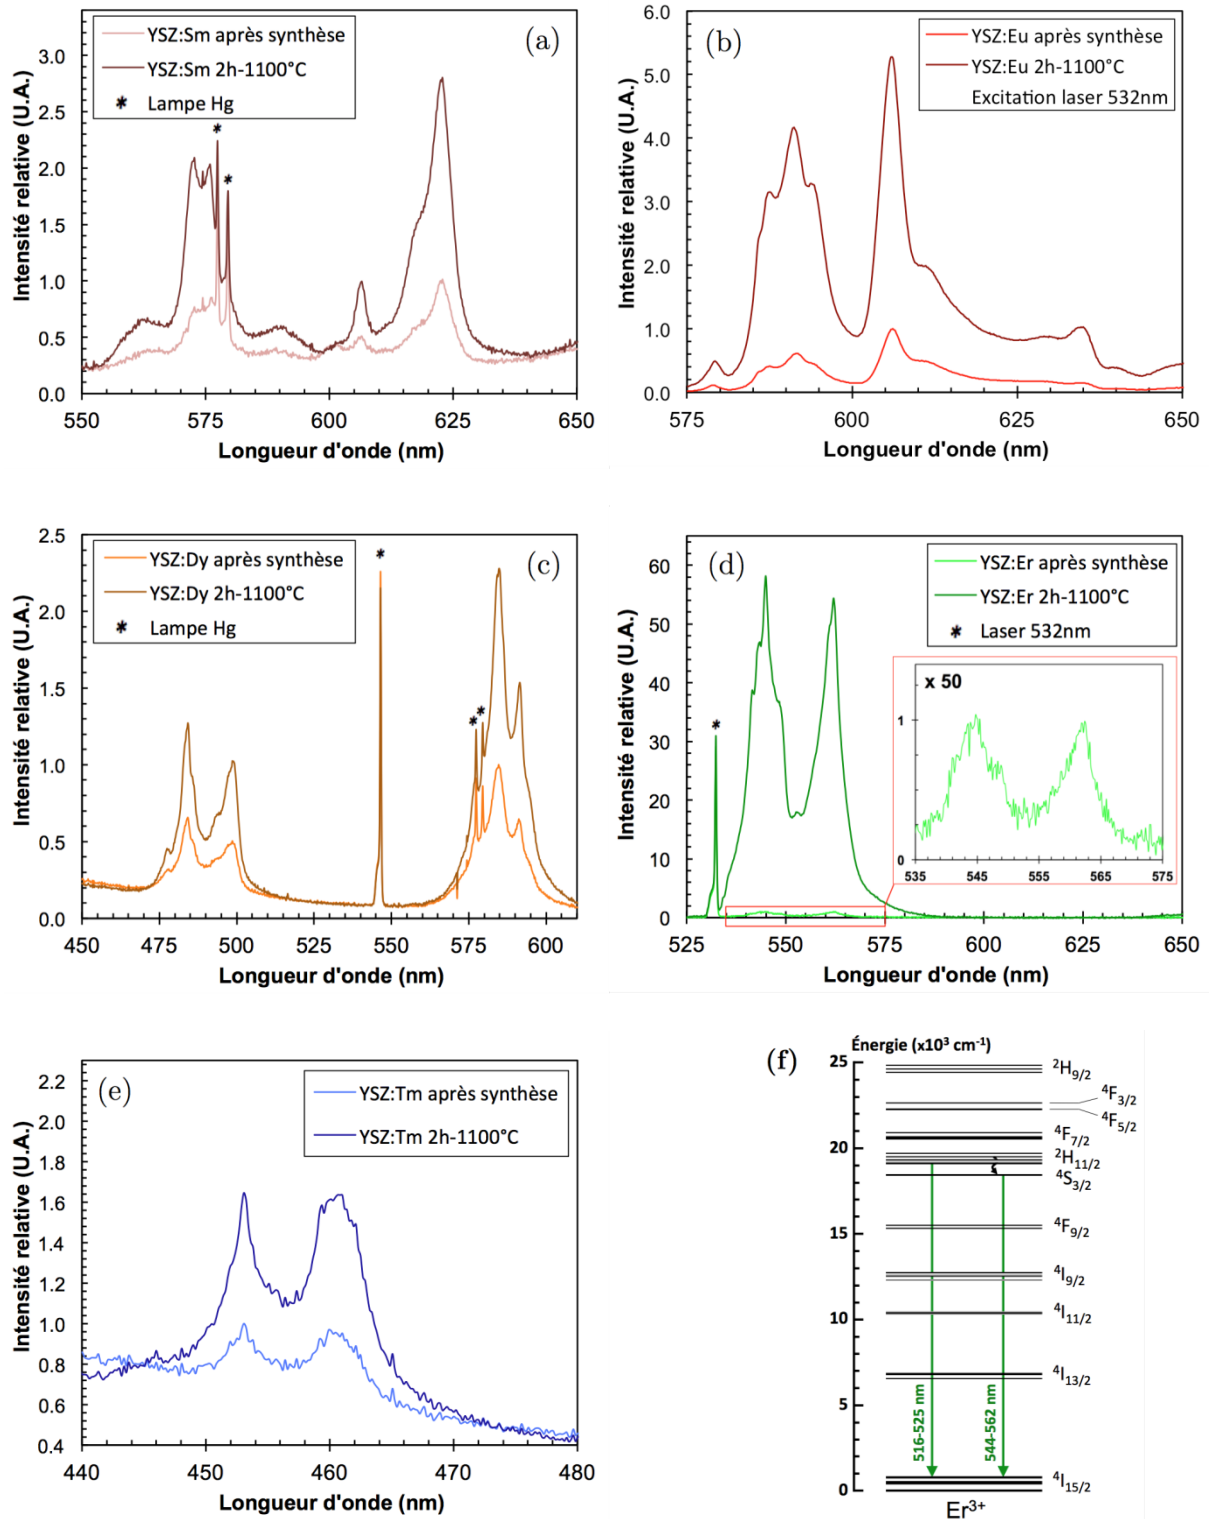 (a)
YSZ:Sm après synthèse
YSZ:Sm 2h-1100°C
* Lampe Hg
Intensité relative (U.A.)
3.0
2.5
2.0
1.5
1.0
0.5
0.0
* *
550 575 600 625 650
Longueur d'onde (nm)
(b)
YSZ:Eu après synthèse
YSZ:Eu 2h-1100°C
Excitation laser 532nm
Intensité relative (U.A.)
6.0
5.0
4.0
3.0
2.0
1.0
0.0
575 600 625 650
Longueur d'onde (nm)
(c)
YSZ:Dy après synthèse
YSZ:Dy 2h-1100°C
* Lampe Hg
Intensité relative (U.A.)
2.5
2.0
1.5
1.0
0.5
0.0
* * *
450 475 500 525 550 575 600
Longueur d'onde (nm)
(d)
YSZ:Er après synthèse
YSZ:Er 2h-1100°C
* Laser 532nm
Intensité relative (U.A.)
60
50
40
30
20
10
0
*
x 50
1
0
535 545 555 565 575
525 550 575 600 625 650
Longueur d'onde (nm)
(e)
YSZ:Tm après synthèse
YSZ:Tm 2h-1100°C
Intensité relative (U.A.)
2.2
2.0
1.8
1.6
1.4
1.2
1.0
0.8
0.6
0.4
440 450 460 470 480
Longueur d'onde (nm)
(f)
Énergie (x10³ cm⁻¹)
25
20
15
10
5
0
²H₉/₂
⁴F₃/₂
⁴F₅/₂
⁴F₇/₂
²H₁₁/₂
⁴S₃/₂
⁴F₉/₂
⁴I₉/₂
⁴I₁₁/₂
⁴I₁₃/₂
⁴I₁₅/₂
516-525 nm
544-562 nm
Er³⁺